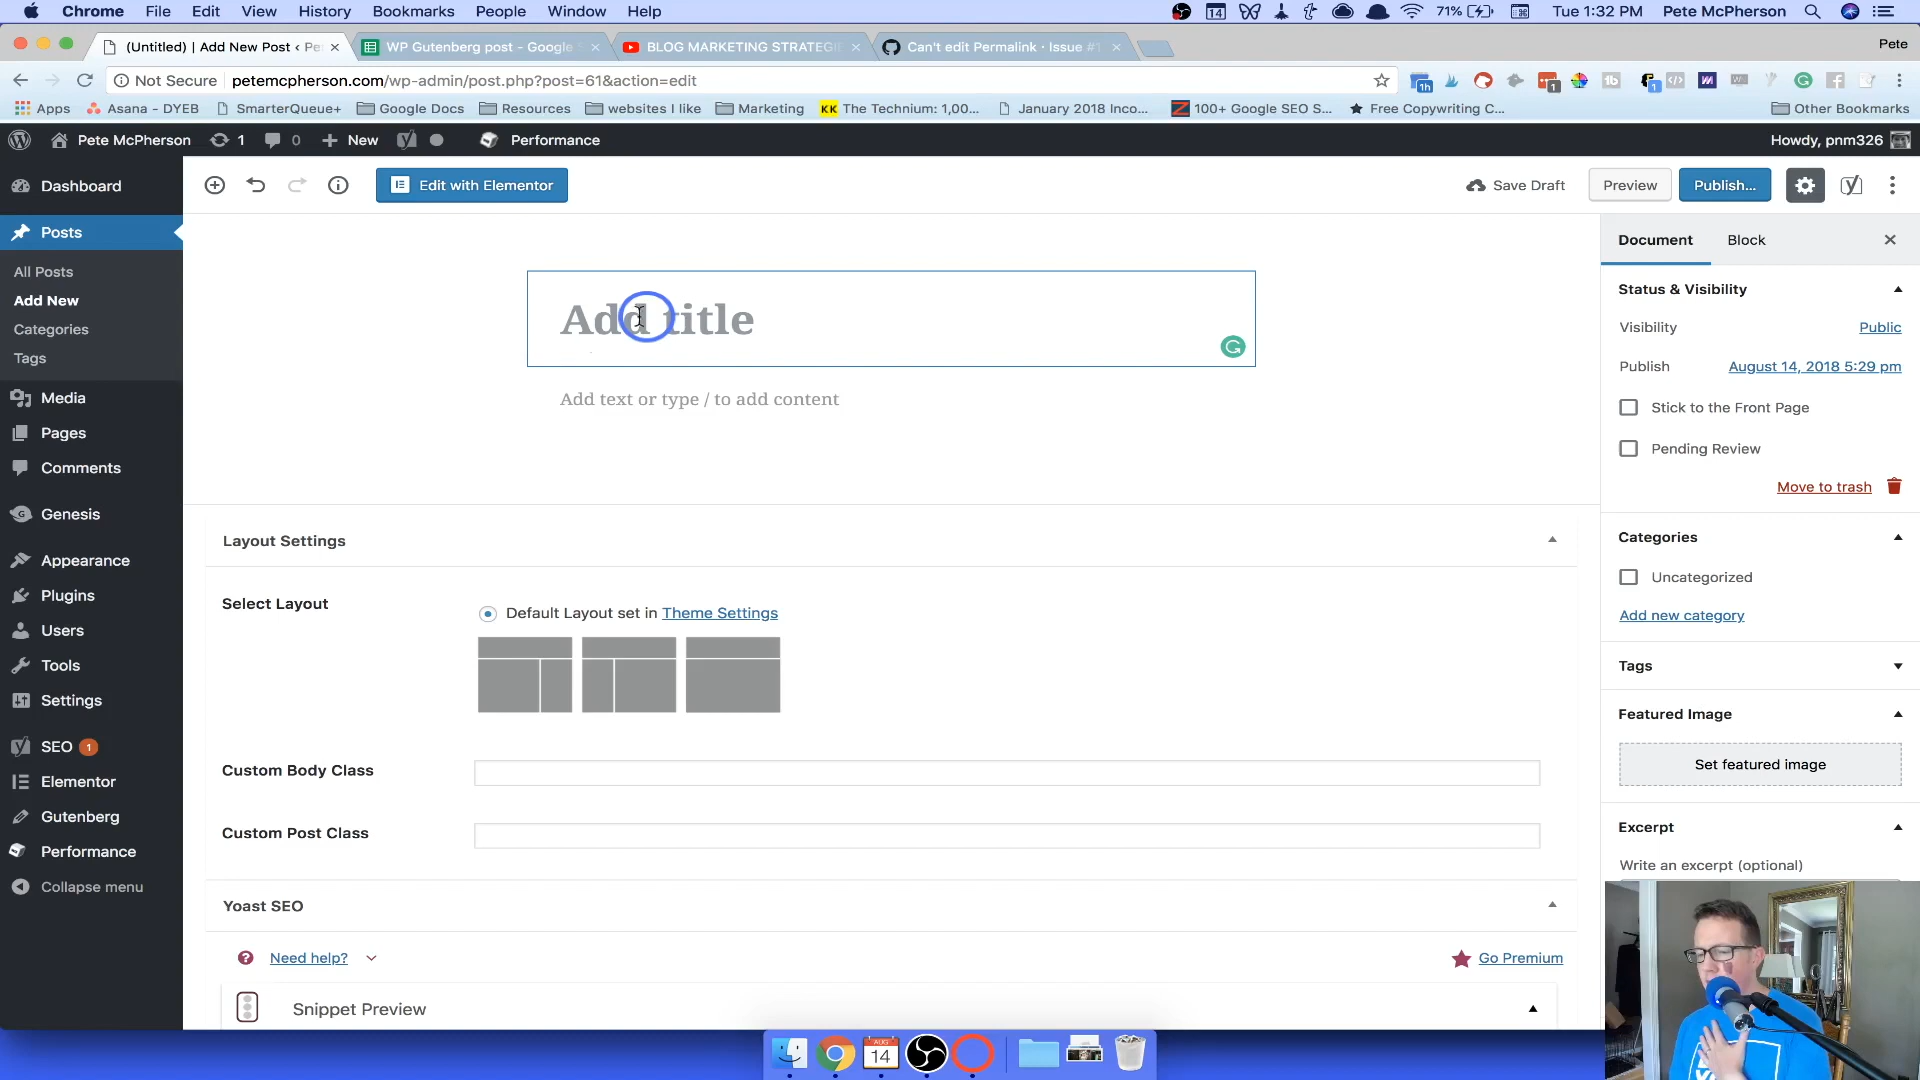 Chrome File Edit View History Bookmarks People Window Help 14 71% Tue 1:32 PM Pete McPherson
(Untitled) | Add New Post ‹ Pe WP Gutenberg post - Google S BLOG MARKETING STRATEGI Can't edit Permalink · Issue #1 Pete
Not Secure petemcpherson.com/wp-admin/post.php?post=61&action=edit 1h 1 1
Apps Asana – DYEB SmarterQueue+ Google Docs Resources websites I like Marketing KK The Technium: 1,00... January 2018 Inco... 100+ Google SEO S... Free Copywriting C... Other Bookmarks
Pete McPherson 1 0 New Performance Howdy, pnm326
Dashboard
Posts
All Posts
Add New
Categories
Tags
Media
Pages
Comments
Genesis
Appearance
Plugins
Users
Tools
Settings
SEO 1
Elementor
Gutenberg
Performance
Collapse menu
Edit with Elementor Save Draft Preview Publish...
Add title
Add text or type / to add content
Layout Settings
Select Layout Default Layout set in Theme Settings
Custom Body Class
Custom Post Class
Yoast SEO
Need help? Go Premium
Snippet Preview
Document Block
Status & Visibility
Visibility Public
Publish August 14, 2018 5:29 pm
Stick to the Front Page
Pending Review
Move to trash
Categories
Uncategorized
Add new category
Tags
Featured Image
Set featured image
Excerpt
Write an excerpt (optional)
AUG
14